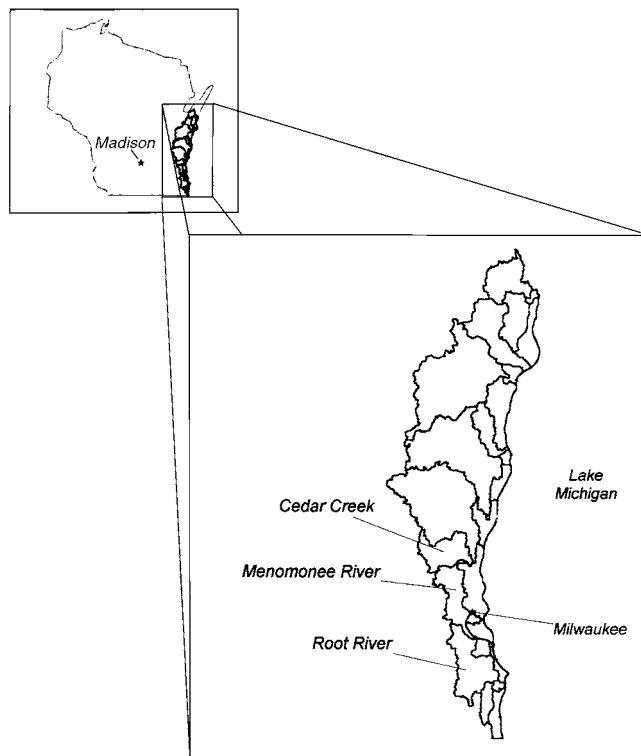 Madison
Lake
Michigan
Cedar Creek
Menomonee River
Milwaukee
Root River